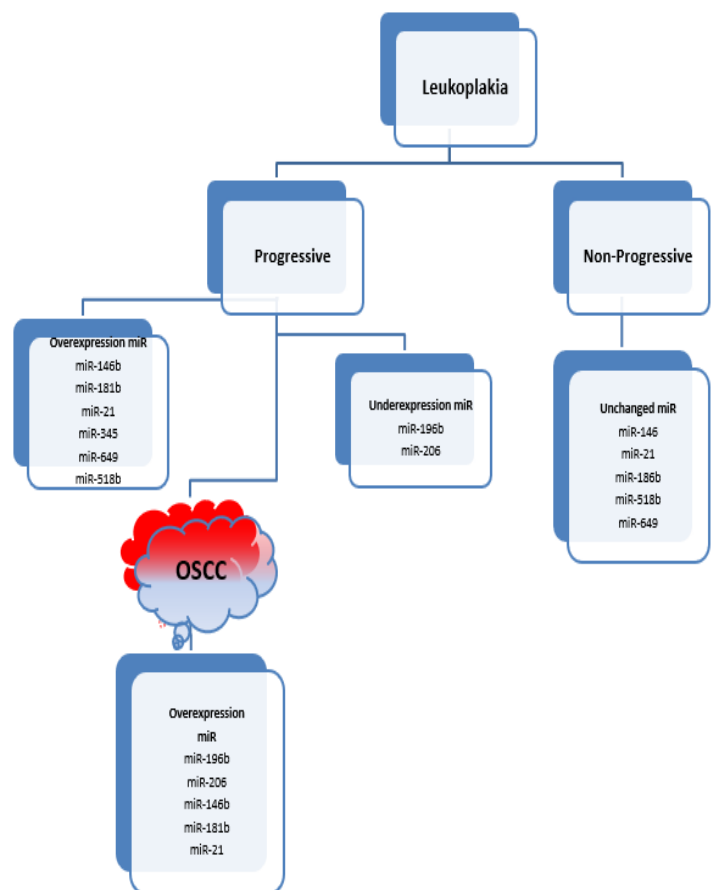 Leukoplakia
Progressive
Non-Progressive
Overexpression miR
miR-146b
miR-181b
miR-21
miR-345
miR-649
miR-518b
Underexpression miR
miR-196b
miR-206
Unchanged miR
miR-146
miR-21
miR-186b
miR-518b
miR-649
OSCC
Overexpression
miR
miR-196b
miR-206
miR-146b
miR-181b
miR-21